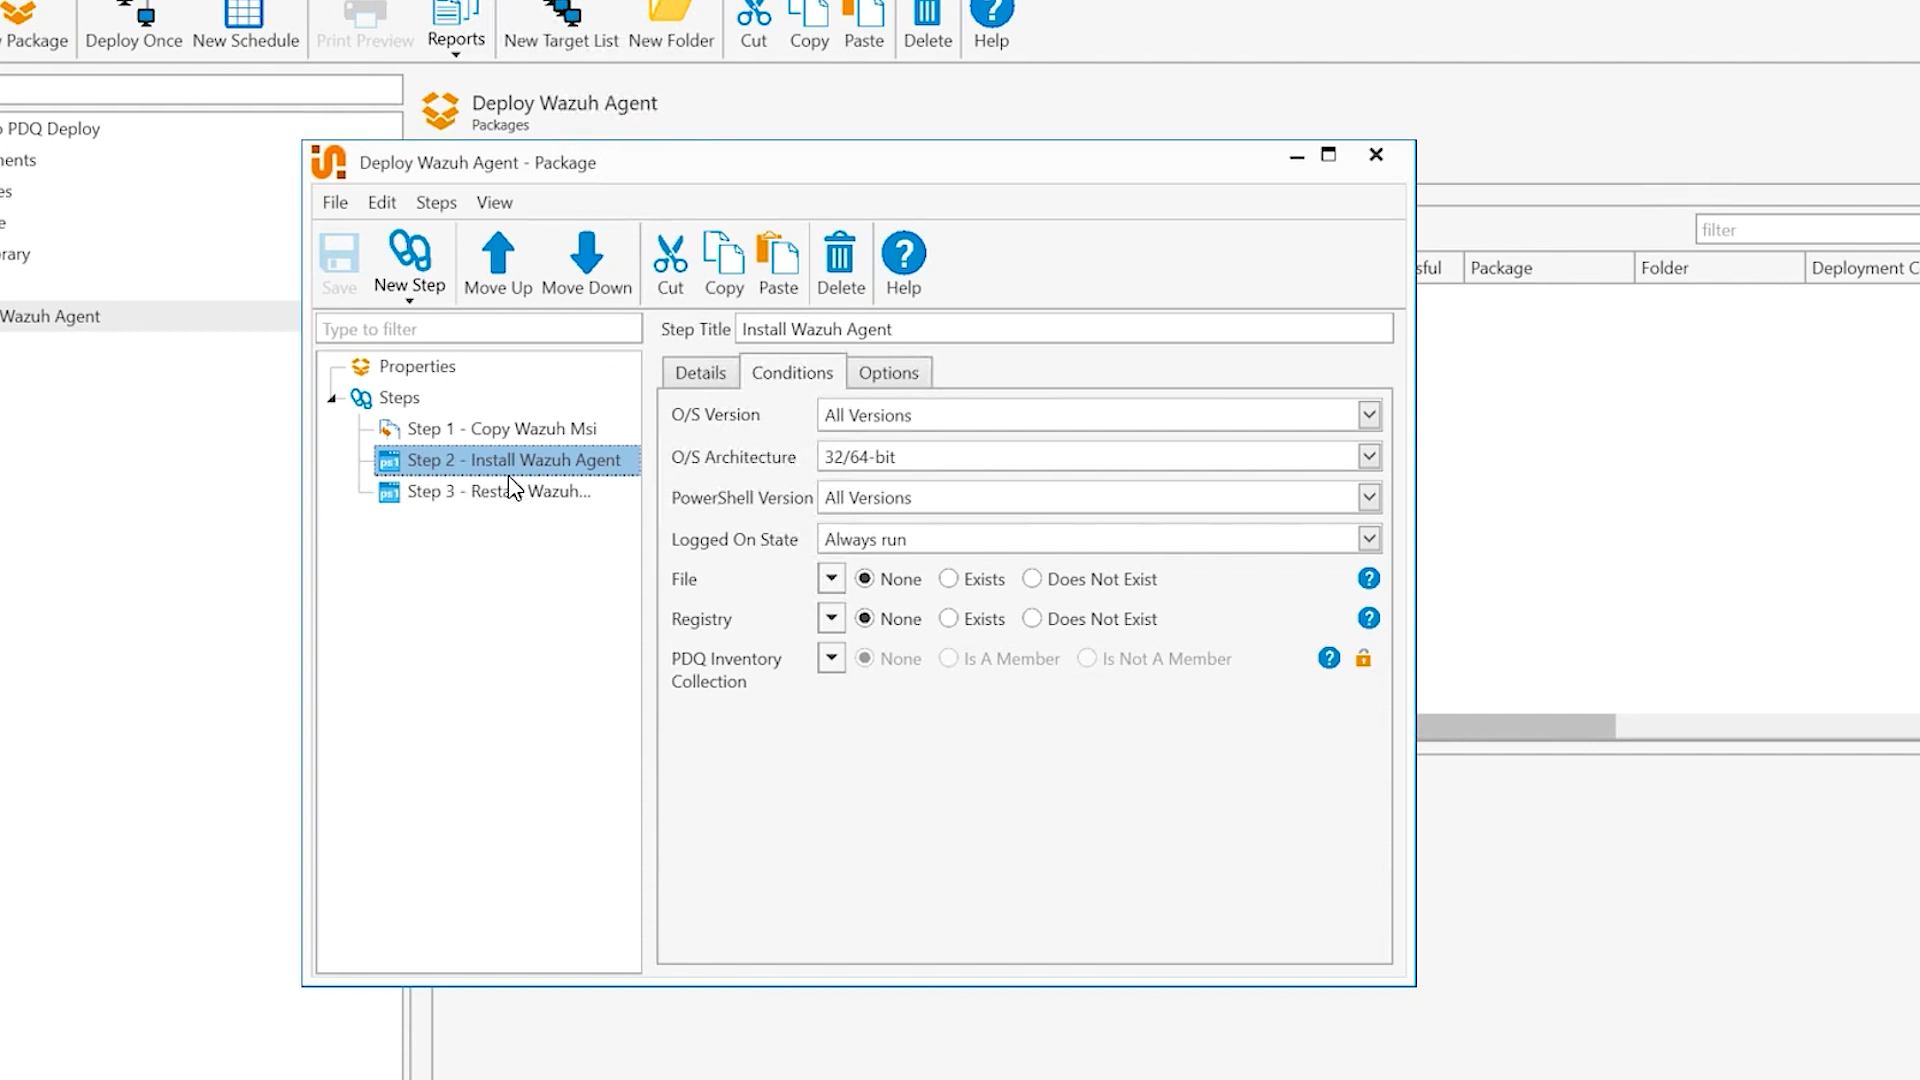 Package
Deploy Once
New Schedule
Print Preview
Reports
New Target List
New Folder
Cut
Copy
Paste
Delete
Help
PDQ Deploy
Deploy Wazuh Agent
Packages
Wazuh Agent
filter
Package
Folder
Deployment C
Deploy Wazuh Agent - Package
File Edit Steps View
Save
New Step
Move Up
Move Down
Cut
Copy
Paste
Delete
Help
Type to filter
Properties
Steps
Step 1 - Copy Wazuh Msi
ps1 Step 2 - Install Wazuh Agent
ps1 Step 3 - Resta Wazuh...
Step Title Install Wazuh Agent
Details Conditions Options
O/S Version All Versions
O/S Architecture 32/64-bit
PowerShell Version All Versions
Logged On State Always run
File None Exists Does Not Exist ?
Registry None Exists Does Not Exist ?
PDQ Inventory None Is A Member Is Not A Member ?
Collection